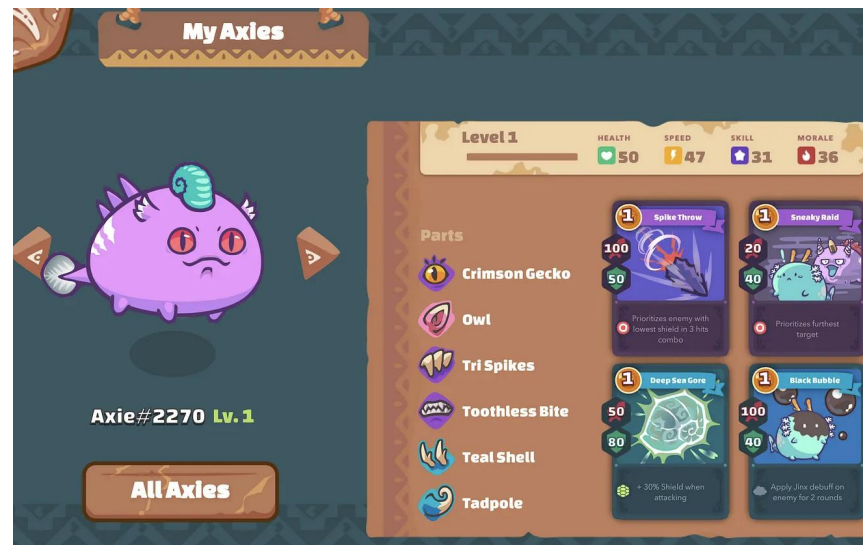 My Axies
Level 1
HEALTH
50
SPEED
47
SKILL
31
MORALE
36
Parts
Crimson Gecko
Owl
Tri Spikes
Toothless Bite
Teal Shell
Tadpole
1
Spike Throw
100
50
Prioritizes enemy with
lowest shield in 3 hits
combo
1
Sneaky Raid
20
40
Prioritizes furthest
target
1
Deep Sea Gore
50
80
+ 30% Shield when
attacking
1
Black Bubble
100
40
Apply Jinx debuff on
enemy for 2 rounds
Axie#2270 Lv. 1
All Axies